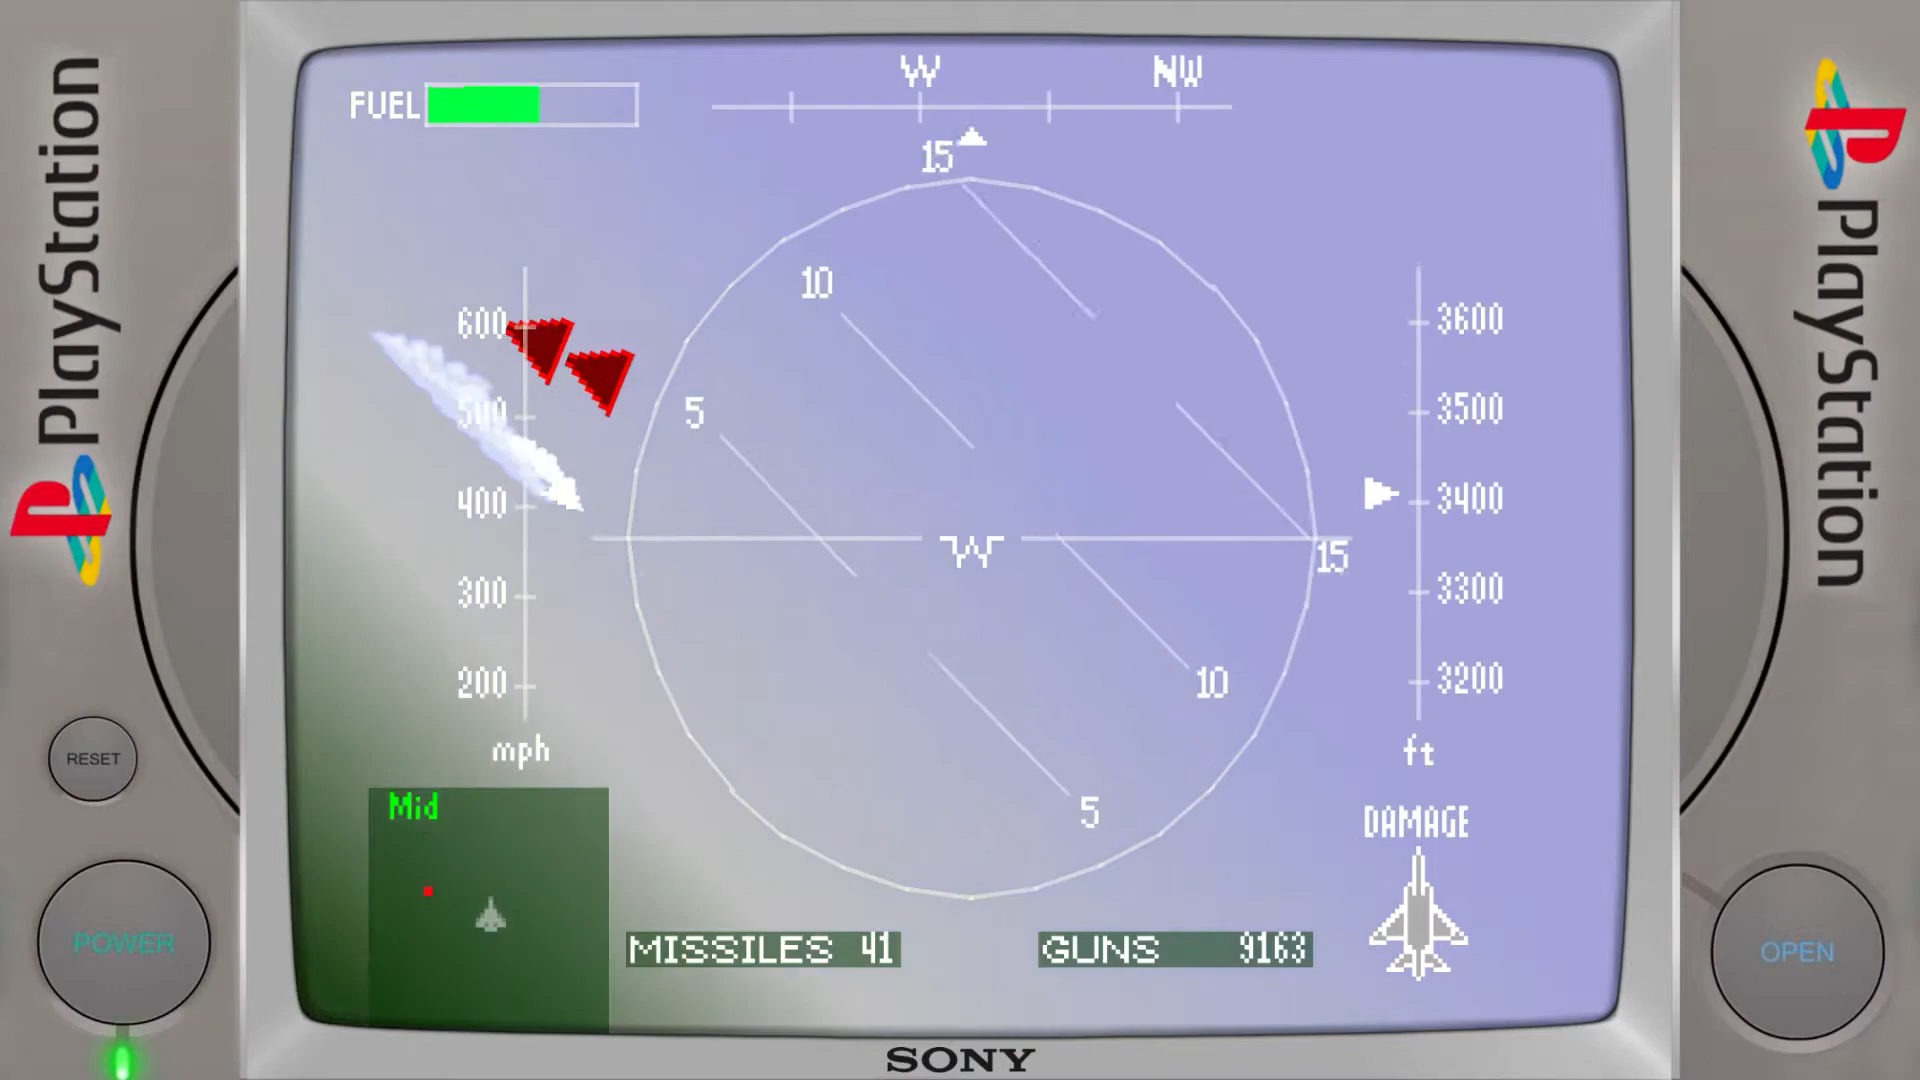 PlayStation
PlayStation
FUEL
W
NW
15
10
5
600
500
400
300
200
mph
3600
3500
3400
3300
3200
ft
15
10
5
Mid
DAMAGE
MISSILES 41
GUNS 9163
RESET
POWER
OPEN
SONY